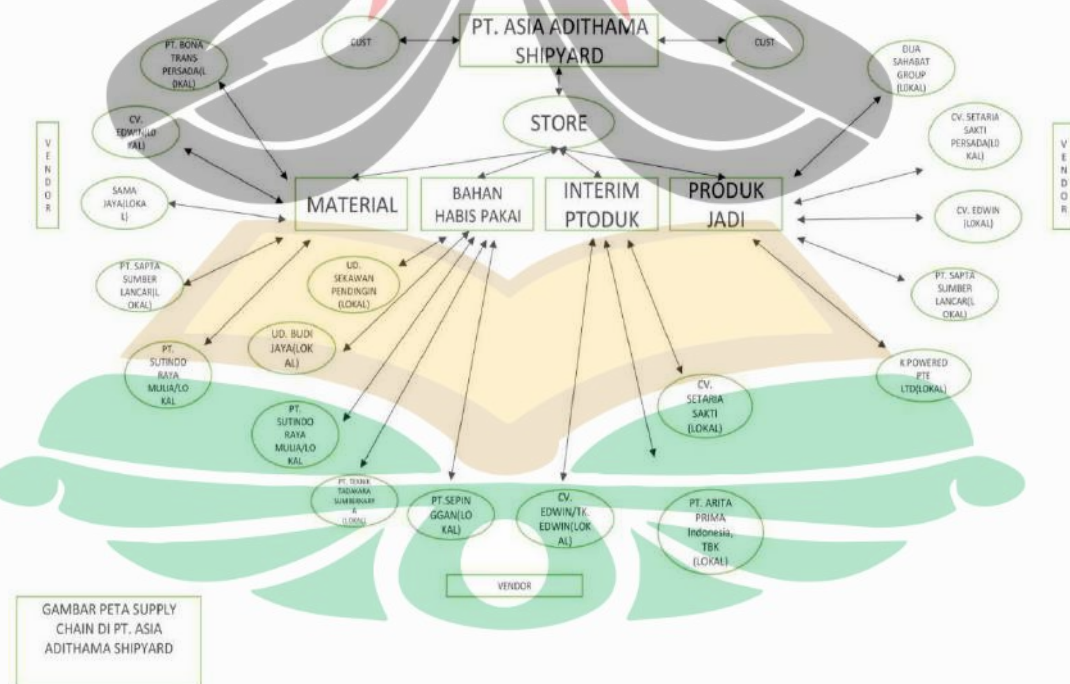 CUST
PT. ASIA ADITHAMA
SHIPYARD
CUST
PT. BONA
TRANS
PERSADA(L
OKAL)
DUA
SAHABAT
GROUP
(LOKAL)
CV.
EDWIN(LO
KAL)
STORE
CV. SETARIA
SAKTI
PERSADA(LO
KAL)
VENDOR
VENDOR
SAMA
JAYA(LOKA
L)
MATERIAL
BAHAN
HABIS PAKAI
INTERIM
PTODUK
PRODUK
JADI
CV. EDWIN
(LOKAL)
PT. SAPTA
SUMBER
LANCAR(L
OKAL)
UD.
SEKAWAN
PENDINGIN
(LOKAL)
PT. SAPTA
SUMBER
LANCAR(L
OKAL)
UD. BUDI
JAYA(LOK
AL)
PT.
SUTINDO
RAYA
MULIA/LO
KAL
K POWERED
PTE
LTD(LOKAL)
CV.
SETARIA
SAKTI
(LOKAL)
PT.
SUTINDO
RAYA
MULIA/LO
KAL
PT.
TADAKARA
(LOKAL)
PT.SEPIN
GGAN(LO
KAL)
CV.
EDWIN/TK.
EDWIN(LOK
AL)
PT. ARITA
PRIMA
Indonesia,
TBK
(LOKAL)
VENDOR
GAMBAR PETA SUPPLY
CHAIN DI PT. ASIA
ADITHAMA SHIPYARD